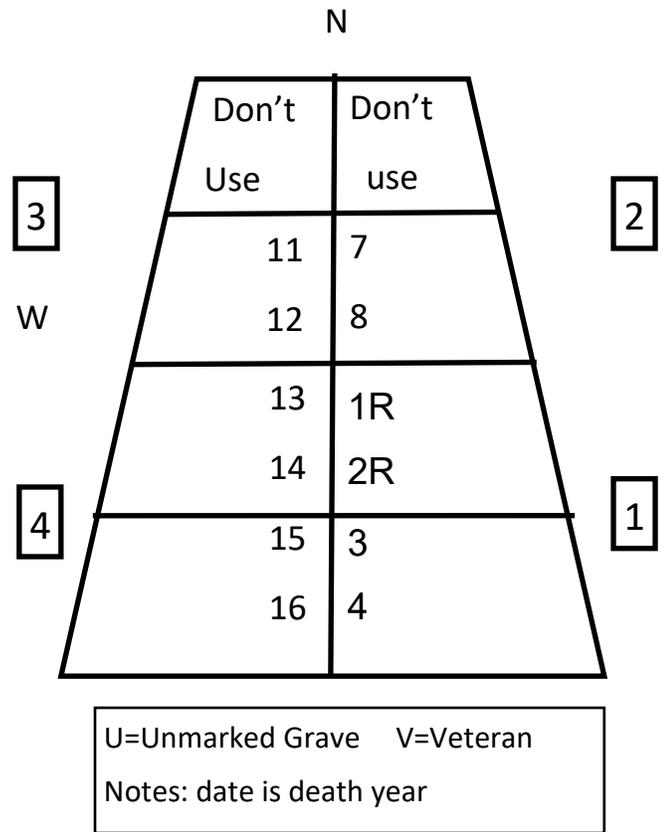 N
Don't Don't
Use use
3 2
11 7
W
12 8
13 1R
14 2R
4 1
15 3
16 4
U=Unmarked Grave V=Veteran
Notes: date is death year